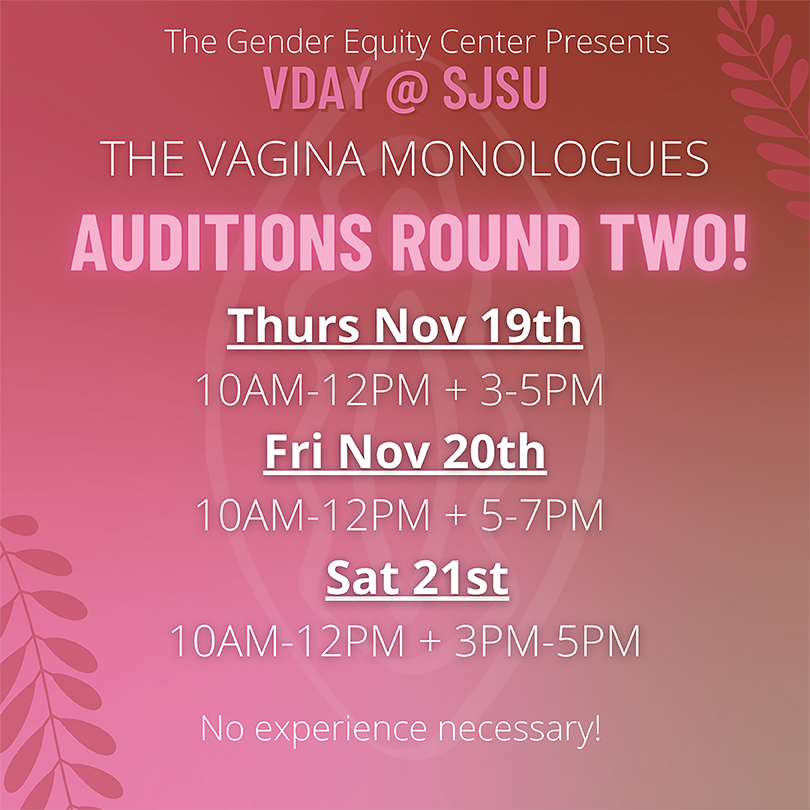 The Gender Equity Center Presents
VDAY @ SJSU
THE VAGINA MONOLOGUES
AUDITIONS ROUND TWO!
Thurs Nov 19th
10AM-12PM + 3-5PM
Fri Nov 20th
10AM-12PM + 5-7PM
Sat 21st
10AM-12PM + 3PM-5PM
No experience necessary!